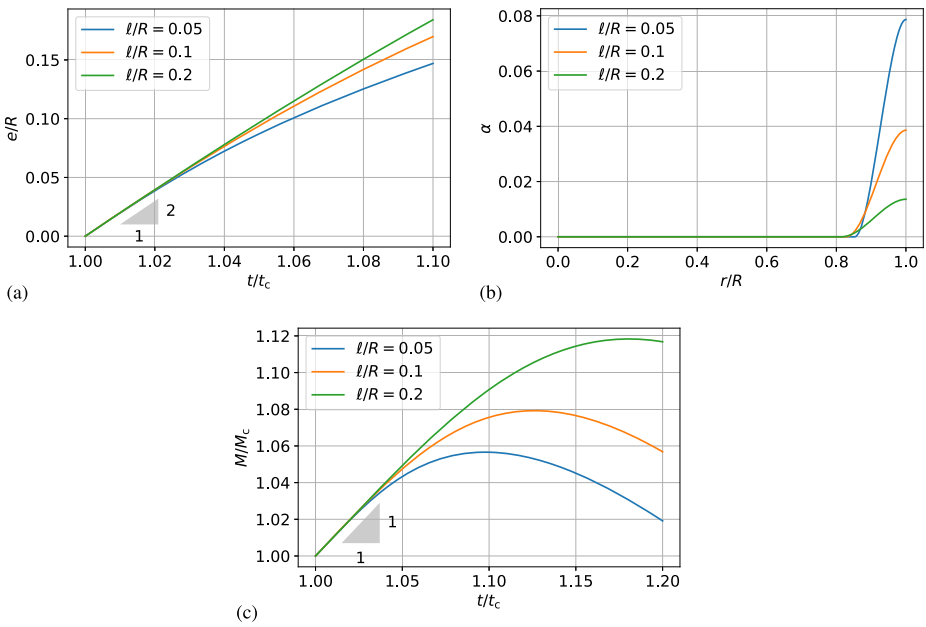 ℓ/R = 0.05
ℓ/R = 0.1
ℓ/R = 0.2
e/R
0.15
0.10
0.05
0.00
2
1
1.00 1.02 1.04 1.06 1.08 1.10
t/t_c
(a)
ℓ/R = 0.05
ℓ/R = 0.1
ℓ/R = 0.2
α
0.08
0.06
0.04
0.02
0.00
0.0 0.2 0.4 0.6 0.8 1.0
r/R
(b)
ℓ/R = 0.05
ℓ/R = 0.1
ℓ/R = 0.2
M/M_c
1.12
1.10
1.08
1.06
1.04
1.02
1.00
1
1
1.00 1.05 1.10 1.15 1.20
t/t_c
(c)